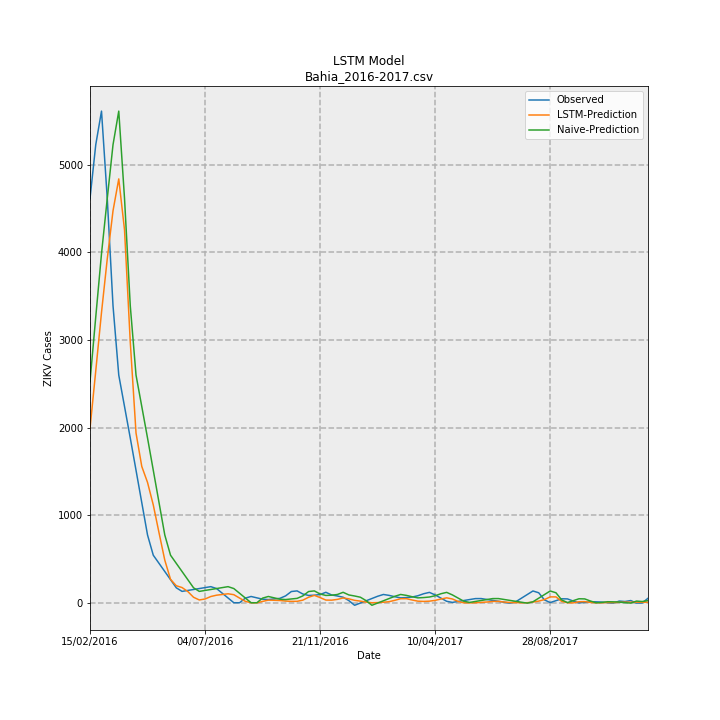 LSTM Model
Bahia_2016-2017.csv
Observed
LSTM-Prediction
Naive-Prediction
5000
4000
3000
2000
1000
0
ZIKV Cases
15/02/2016 04/07/2016 21/11/2016 10/04/2017 28/08/2017
Date